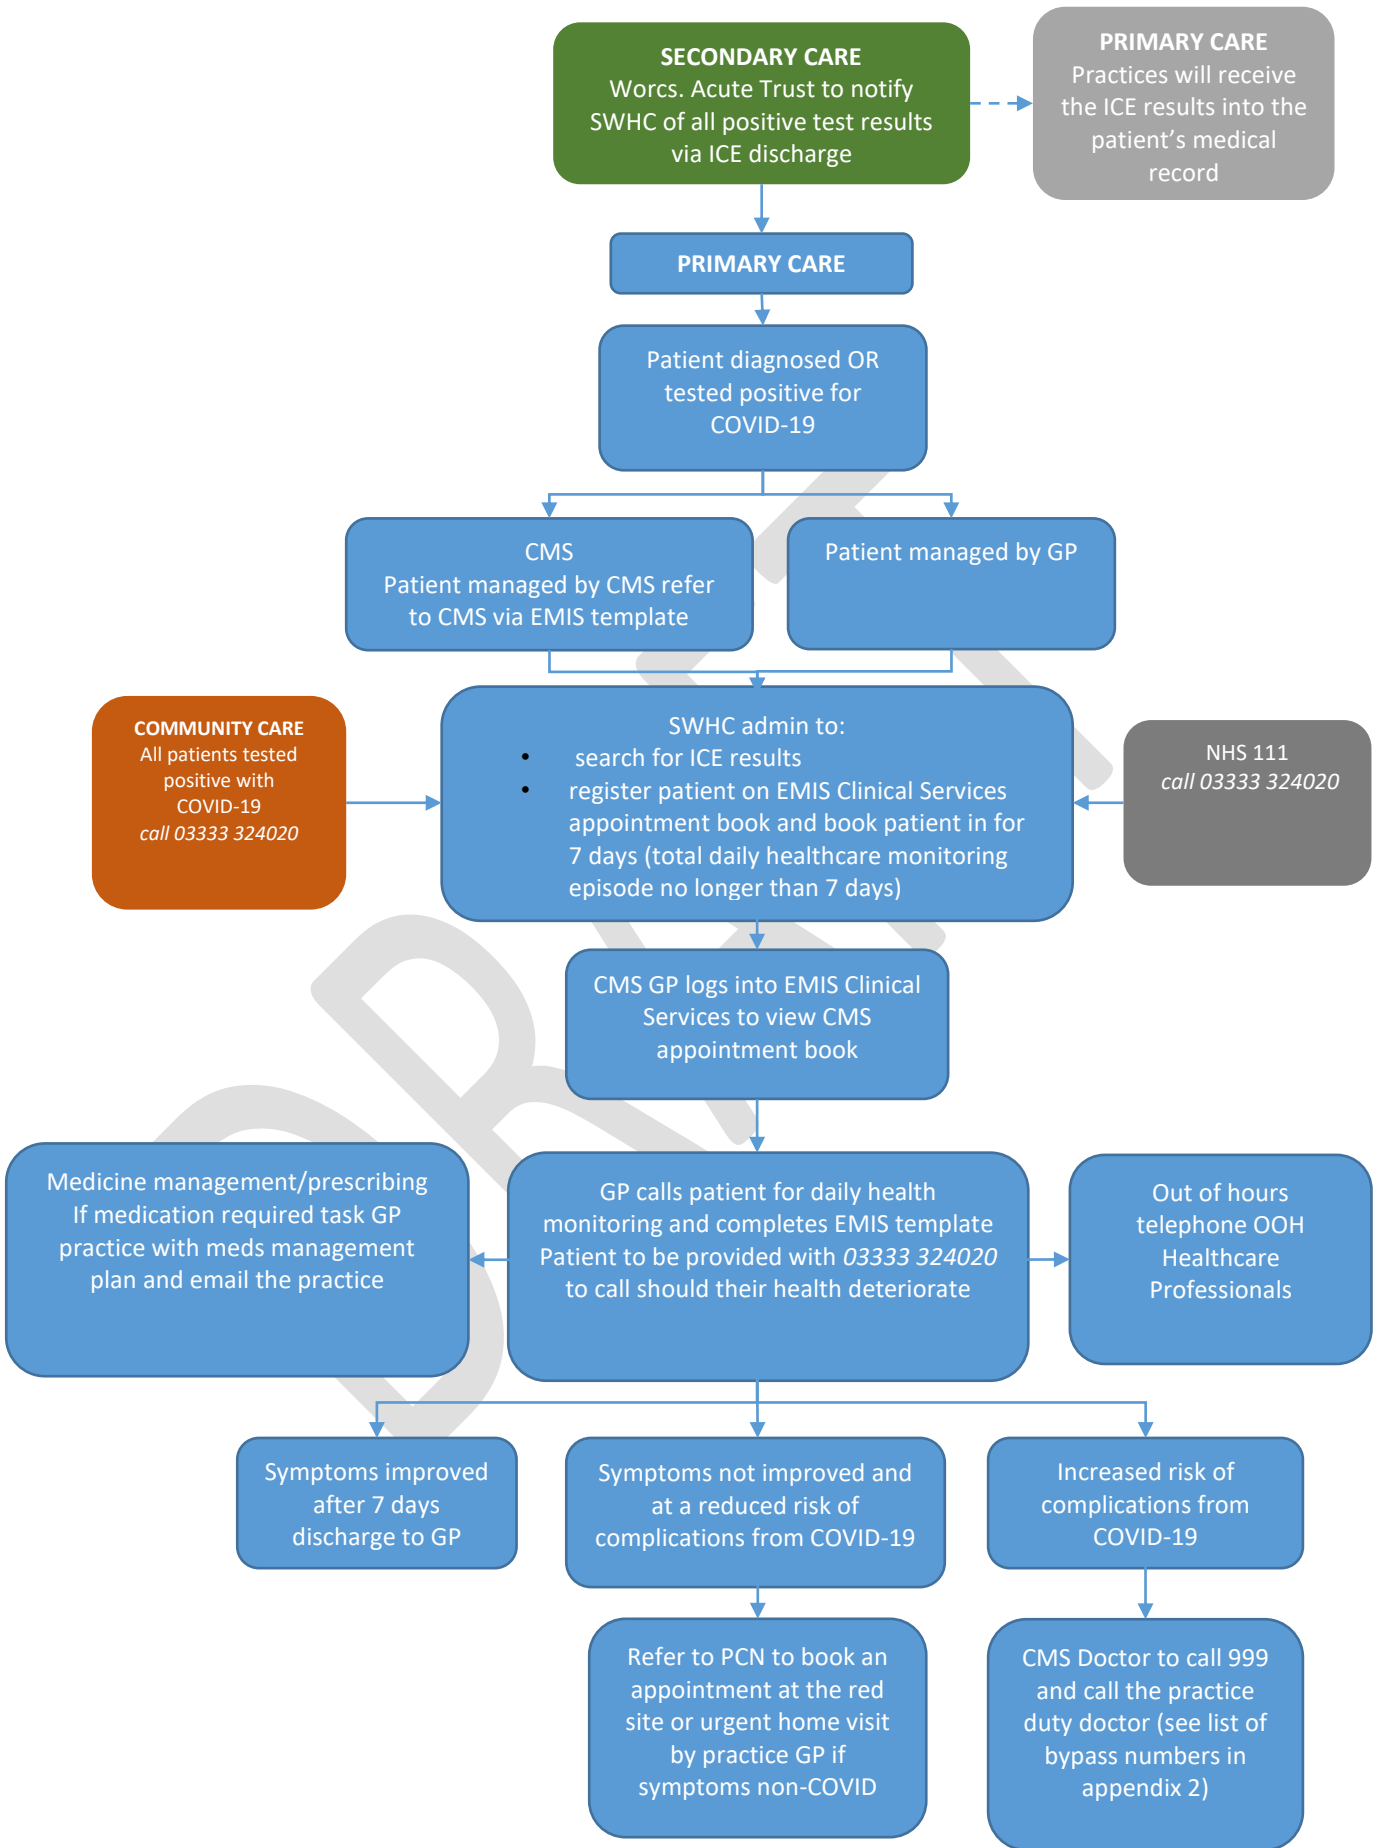 SECONDARY CARE
Worcs. Acute Trust to notify
SWHC of all positive test results
via ICE discharge
PRIMARY CARE
Practices will receive
the ICE results into the
patient’s medical
record
PRIMARY CARE
Patient diagnosed OR
tested positive for
COVID-19
CMS
Patient managed by CMS refer
to CMS via EMIS template
Patient managed by GP
COMMUNITY CARE
All patients tested
positive with
COVID-19
call 03333 324020
SWHC admin to:
• search for ICE results
• register patient on EMIS Clinical Services
appointment book and book patient in for
7 days (total daily healthcare monitoring
episode no longer than 7 days)
NHS 111
call 03333 324020
CMS GP logs into EMIS Clinical
Services to view CMS
appointment book
Medicine management/prescribing
If medication required task GP
practice with meds management
plan and email the practice
GP calls patient for daily health
monitoring and completes EMIS template
Patient to be provided with 03333 324020
to call should their health deteriorate
Out of hours
telephone OOH
Healthcare
Professionals
Symptoms improved
after 7 days
discharge to GP
Symptoms not improved and
at a reduced risk of
complications from COVID-19
Increased risk of
complications from
COVID-19
Refer to PCN to book an
appointment at the red
site or urgent home visit
by practice GP if
symptoms non-COVID
CMS Doctor to call 999
and call the practice
duty doctor (see list of
bypass numbers in
appendix 2)
DRAFT